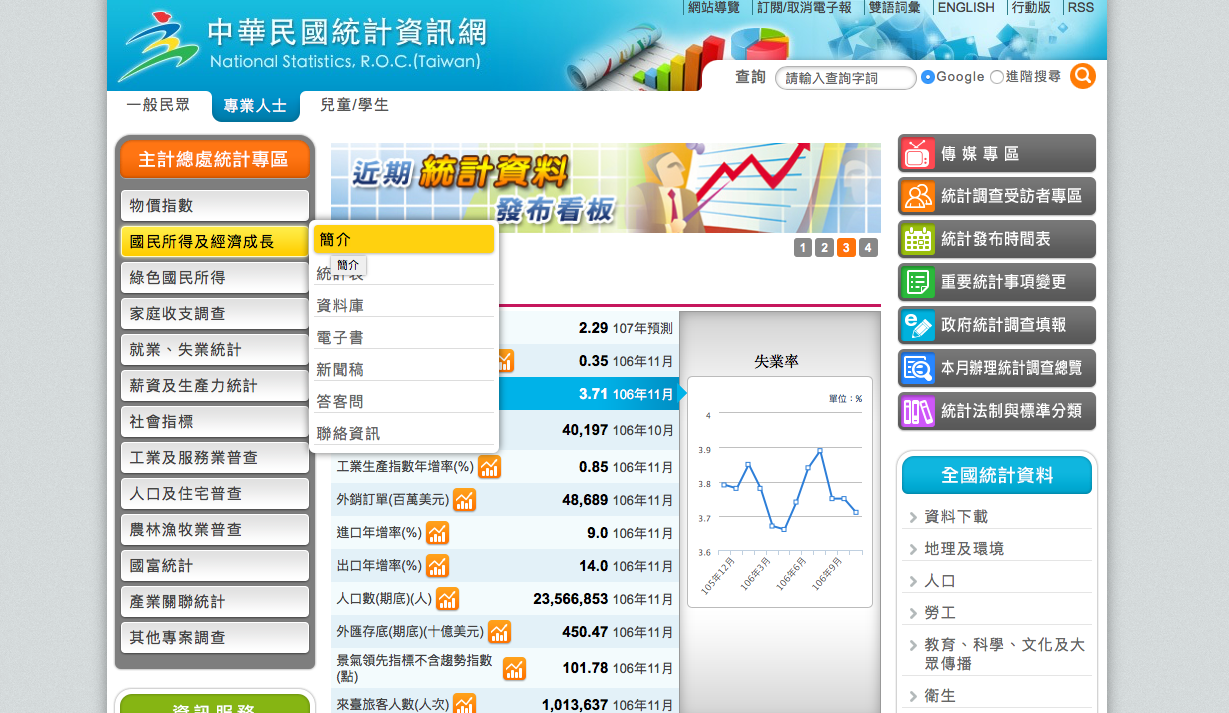 網站導覽
訂閱/取消電子報
雙語詞彙
ENGLISH
行動版
RSS
中華民國統計資訊網
National Statistics, R.O.C.(Taiwan)
查詢
請輸入查詢字詞
Google
進階搜尋
一般民眾
專業人士
兒童/學生
主計總處統計專區
物價指數
國民所得及經濟成長
綠色國民所得
家庭收支調查
就業、失業統計
薪資及生產力統計
社會指標
工業及服務業普查
人口及住宅普查
農林漁牧業普查
國富統計
產業關聯統計
其他專案調查
資訊服務
簡介
簡介
統計表
資料庫
電子書
新聞稿
答客問
聯絡資訊
近期統計資料
發布看板
1
2
3
4
2.29 107年預測
0.35 106年11月
3.71 106年11月
40,197 106年10月
工業生產指數年增率(%) 0.85 106年11月
外銷訂單(百萬美元) 48,689 106年11月
進口年增率(%) 9.0 106年11月
出口年增率(%) 14.0 106年11月
人口數(期底)(人) 23,566,853 106年11月
外匯存底(期底)(十億美元) 450.47 106年11月
景氣領先指標不含趨勢指數
(點) 101.78 106年11月
來臺旅客人數(人次) 1,013,637 106年11月
失業率
單位：%
4
3.9
3.8
3.7
3.6
105年12月
106年3月
106年6月
106年9月
傳媒專區
統計調查受訪者專區
統計發布時間表
重要統計事項變更
政府統計調查填報
本月辦理統計調查總覽
統計法制與標準分類
全國統計資料
資料下載
地理及環境
人口
勞工
教育、科學、文化及大
眾傳播
衛生